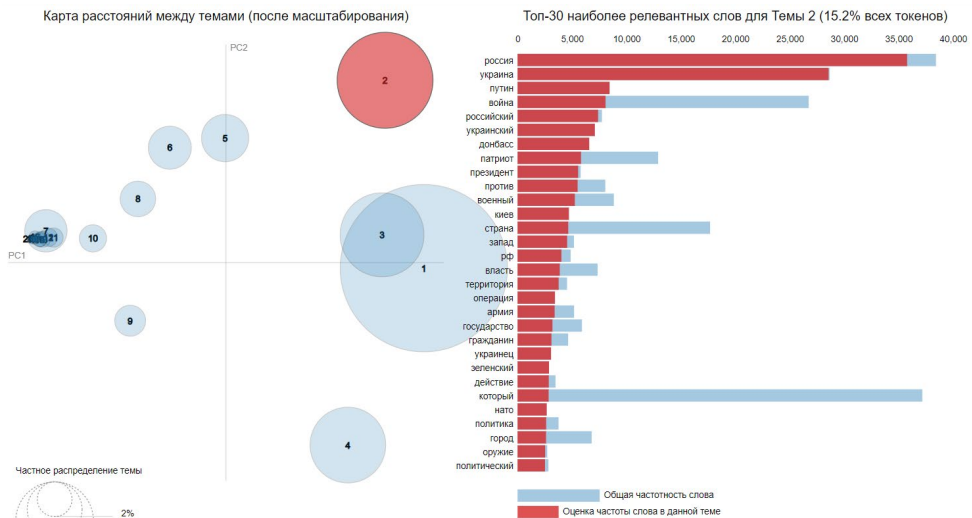 Карта расстояний между темами (после масштабирования)
PC2
2
5
6
8
7
10
3
1
PC1
9
4
Частное распределение темы
2%
Топ-30 наиболее релевантных слов для Темы 2 (15.2% всех токенов)
0 5,000 10,000 15,000 20,000 25,000 30,000 35,000 40,000
россия
украина
путин
война
российский
украинский
донбасс
патриот
президент
против
военный
киев
страна
запад
рф
власть
территория
операция
армия
государство
гражданин
украинец
зеленский
действие
который
нато
политика
город
оружие
политический
Общая частотность слова
Оценка частоты слова в данной теме